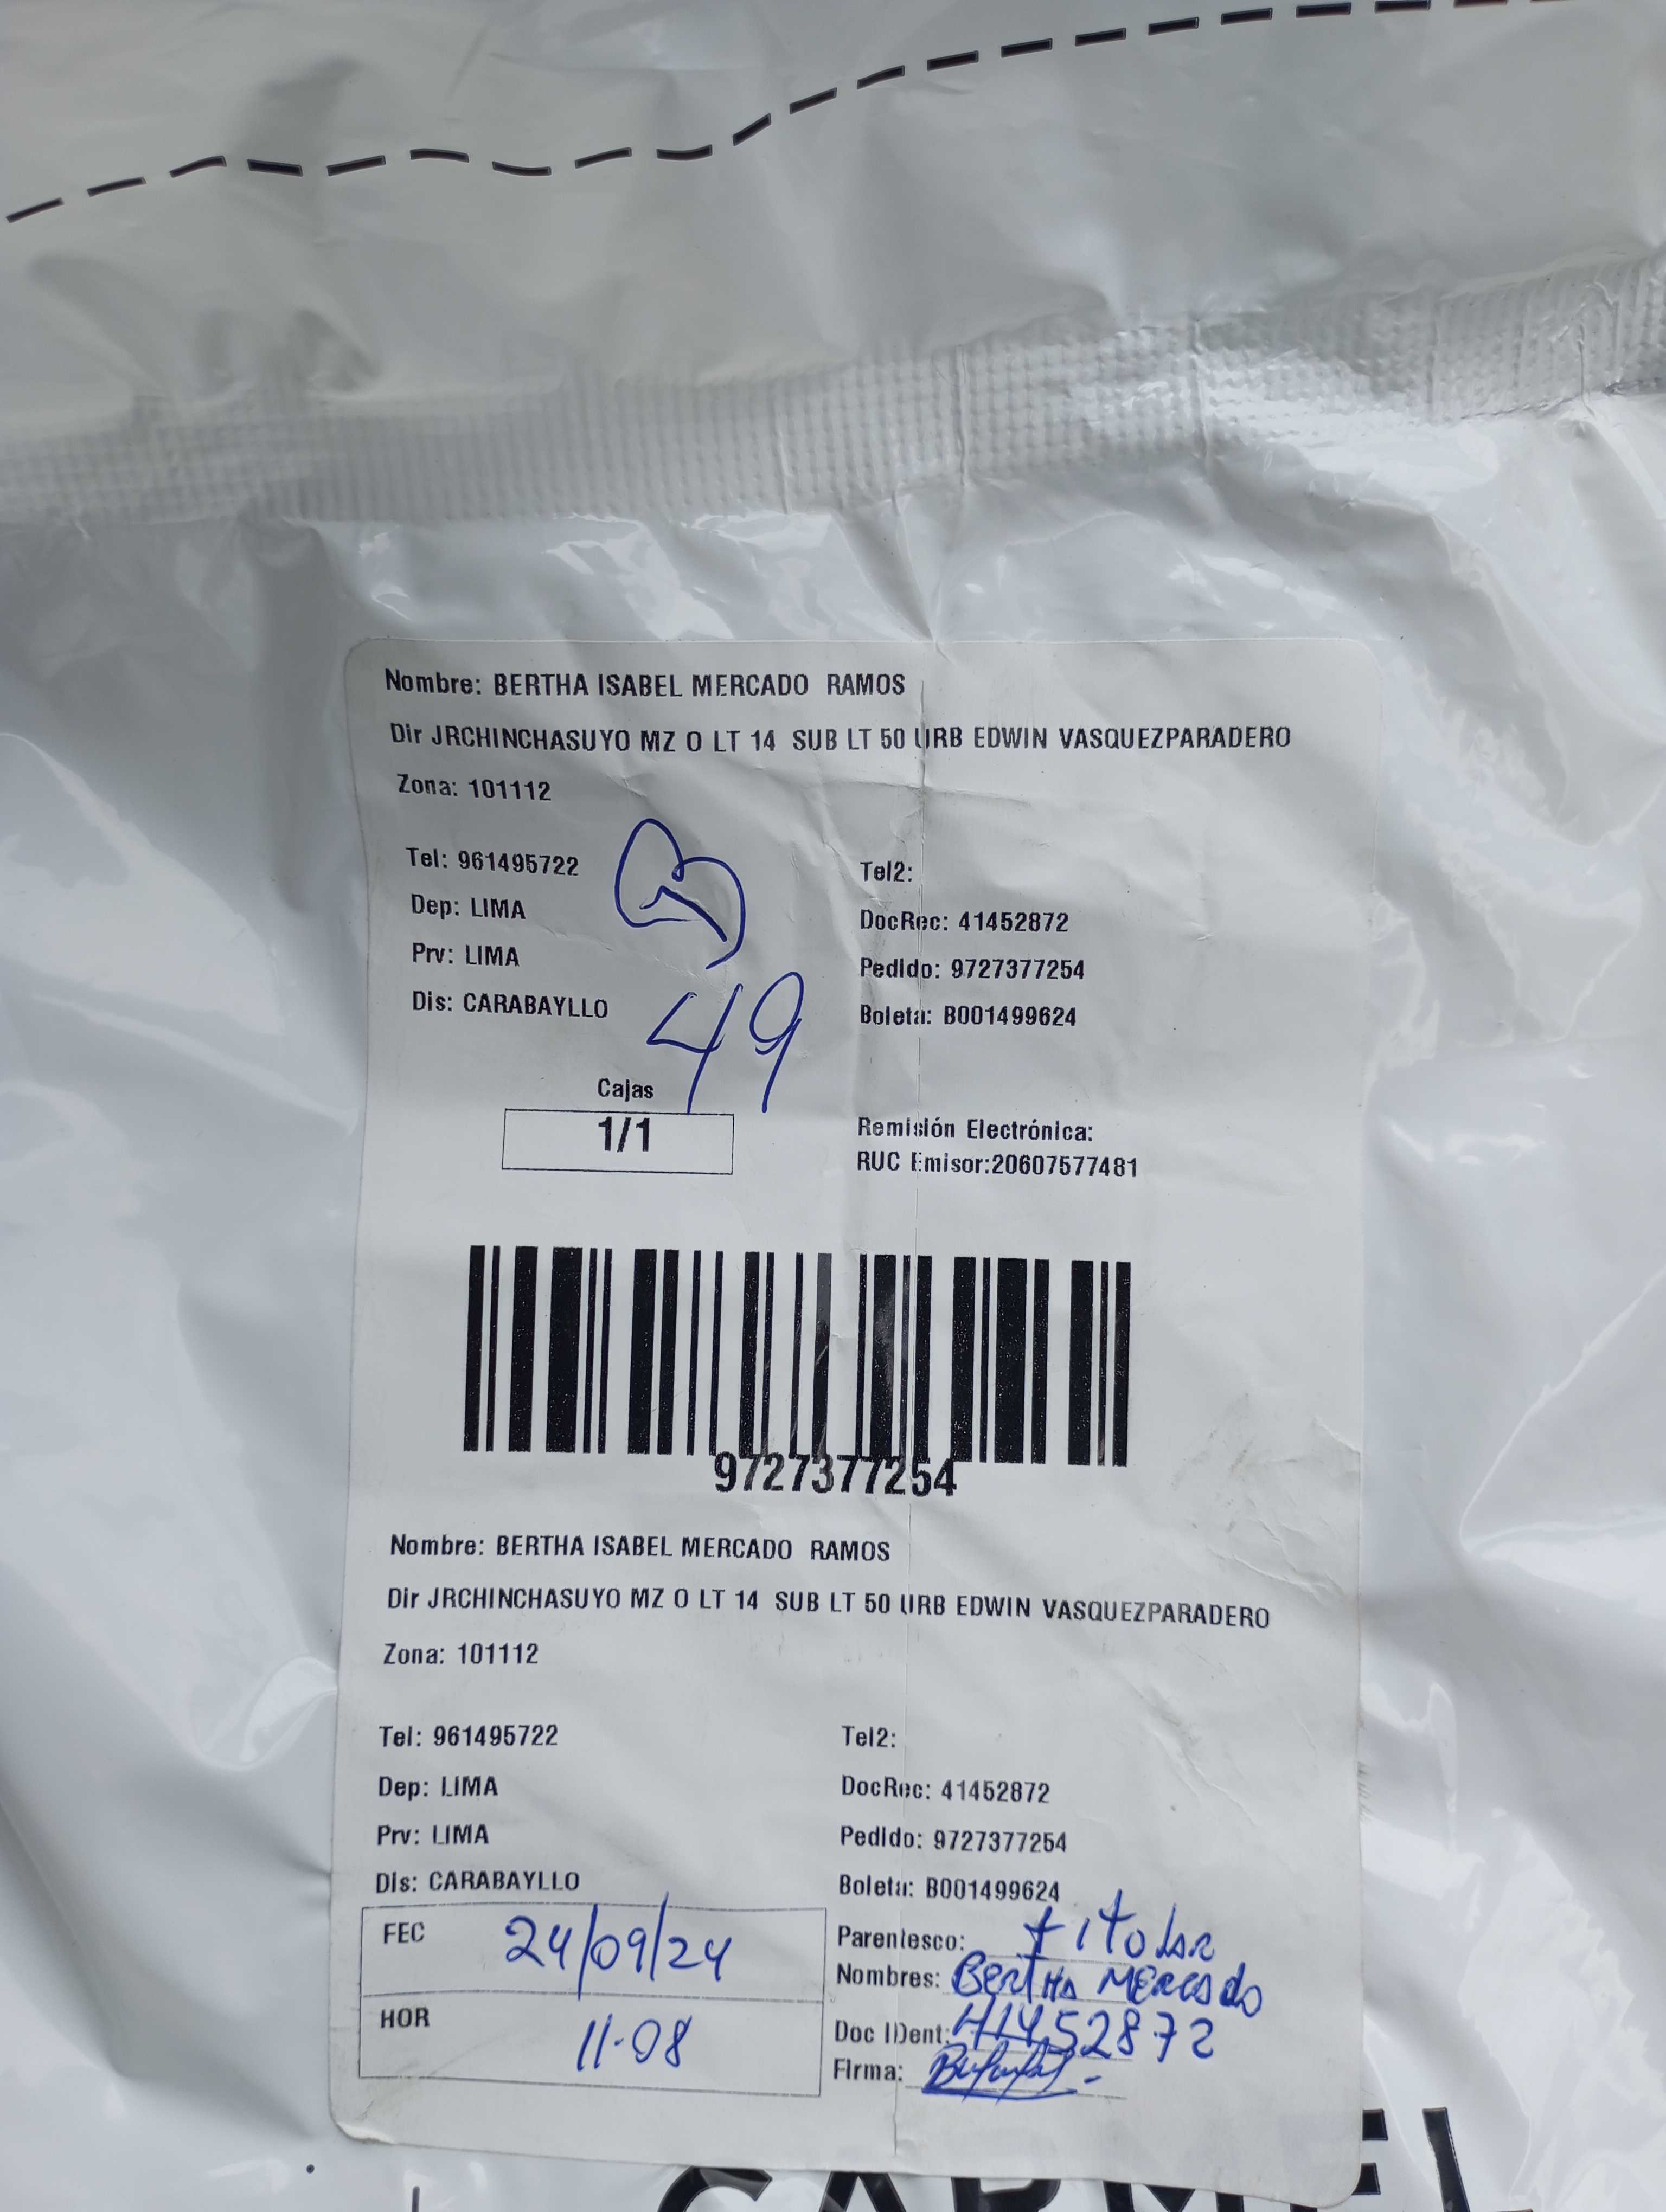 Nombre: BERTHA ISABEL MERCADO RAMOS
Dir JRCHINCHASUYO MZ O LT 14 SUB LT 50 URB EDWIN VASQUEZPARADERO
Zona: 101112
Tel: 961495722
Tel2:
Dep: LIMA
DocRec: 41452872
Prv: LIMA
Pedido: 9727377254
Dis: CARABAYLLO
Boleta: B001499624
49
Cajas
1/1
Remisión Electrónica:
RUC Emisor:20607577481
9727377254
Nombre: BERTHA ISABEL MERCADO RAMOS
Dir JRCHINCHASUYO MZ O LT 14 SUB LT 50 URB EDWIN VASQUEZPARADERO
Zona: 101112
Tel: 961495722
Tel2:
Dep: LIMA
DocRec: 41452872
Prv: LIMA
Pedido: 9727377254
Dis: CARABAYLLO
Boleta: B001499624
FEC 24/09/24
Parentesco: titolar
Nombres: Bertha Mercado
HOR 11-08
Doc IDent: 41452872
Firma:
CARMEL